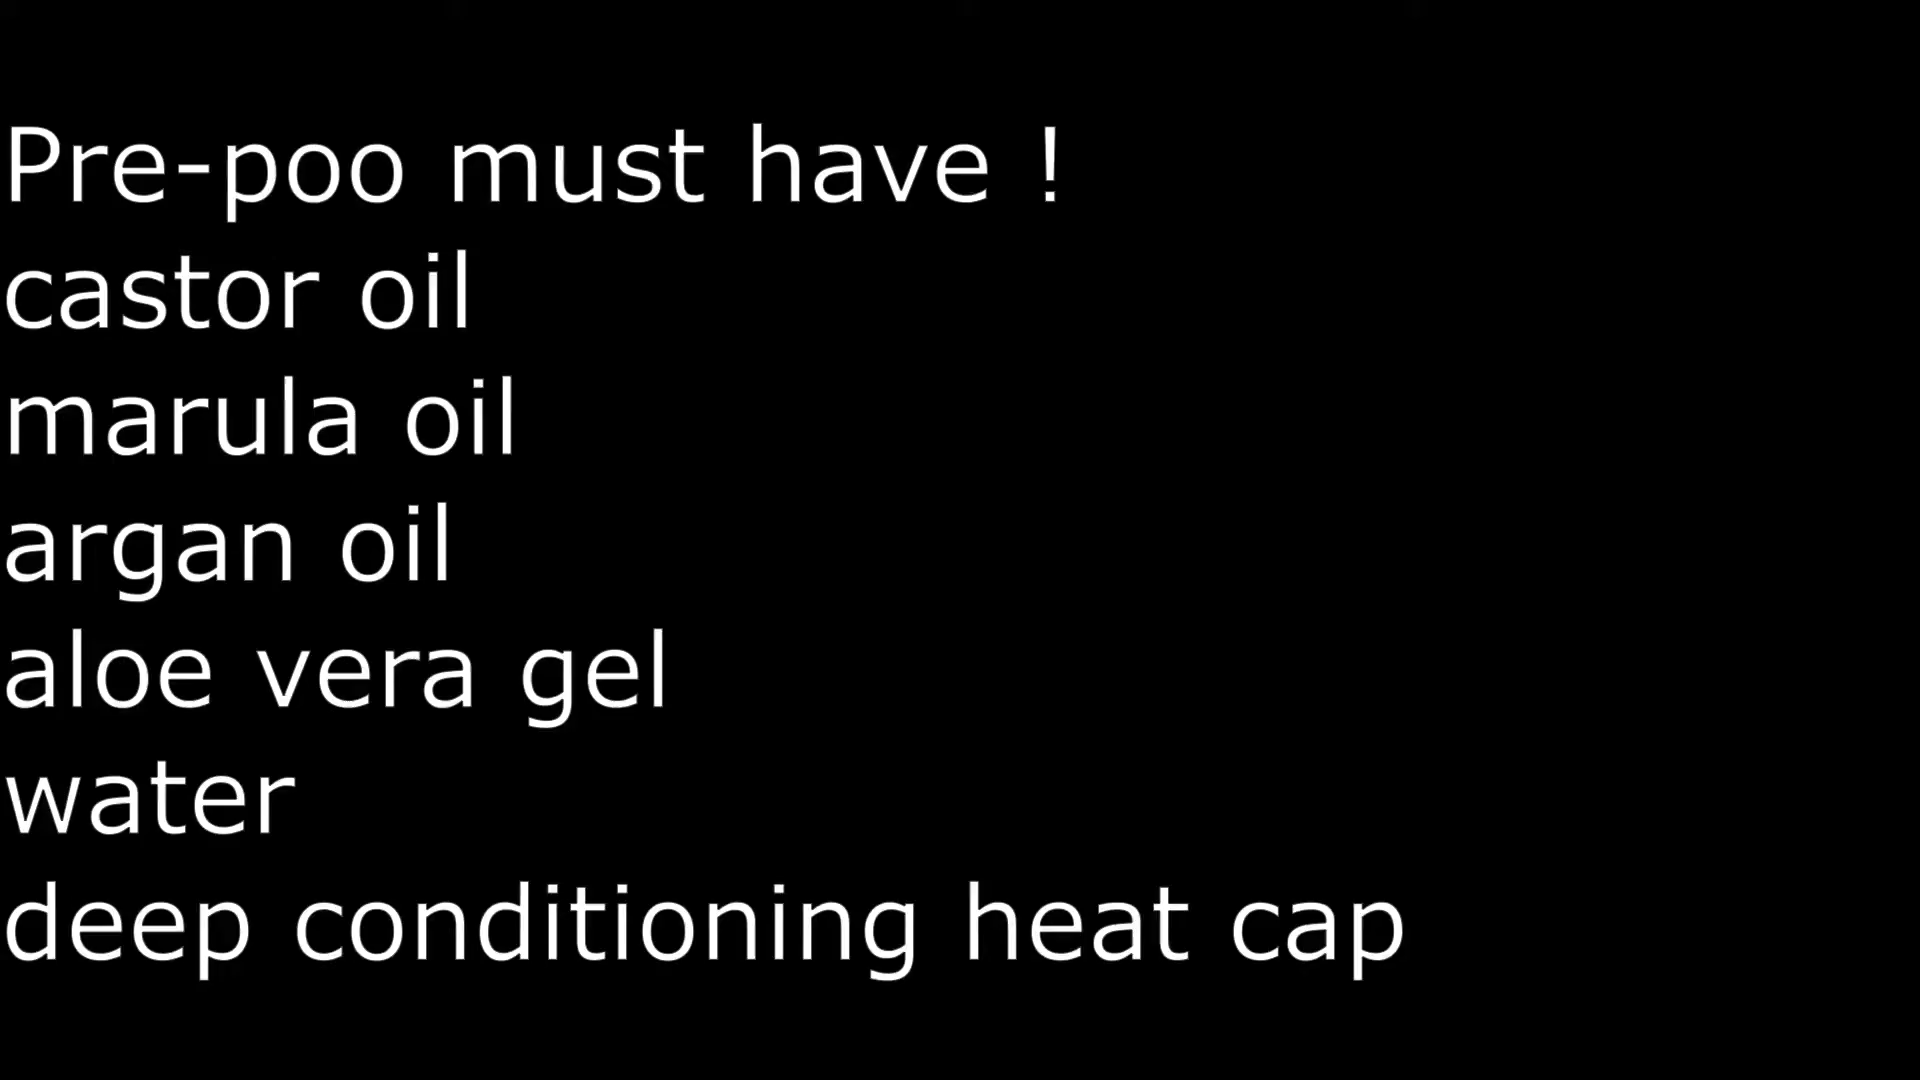 Pre-poo must have !
castor oil
marula oil
argan oil
aloe vera gel
water
deep conditioning heat cap